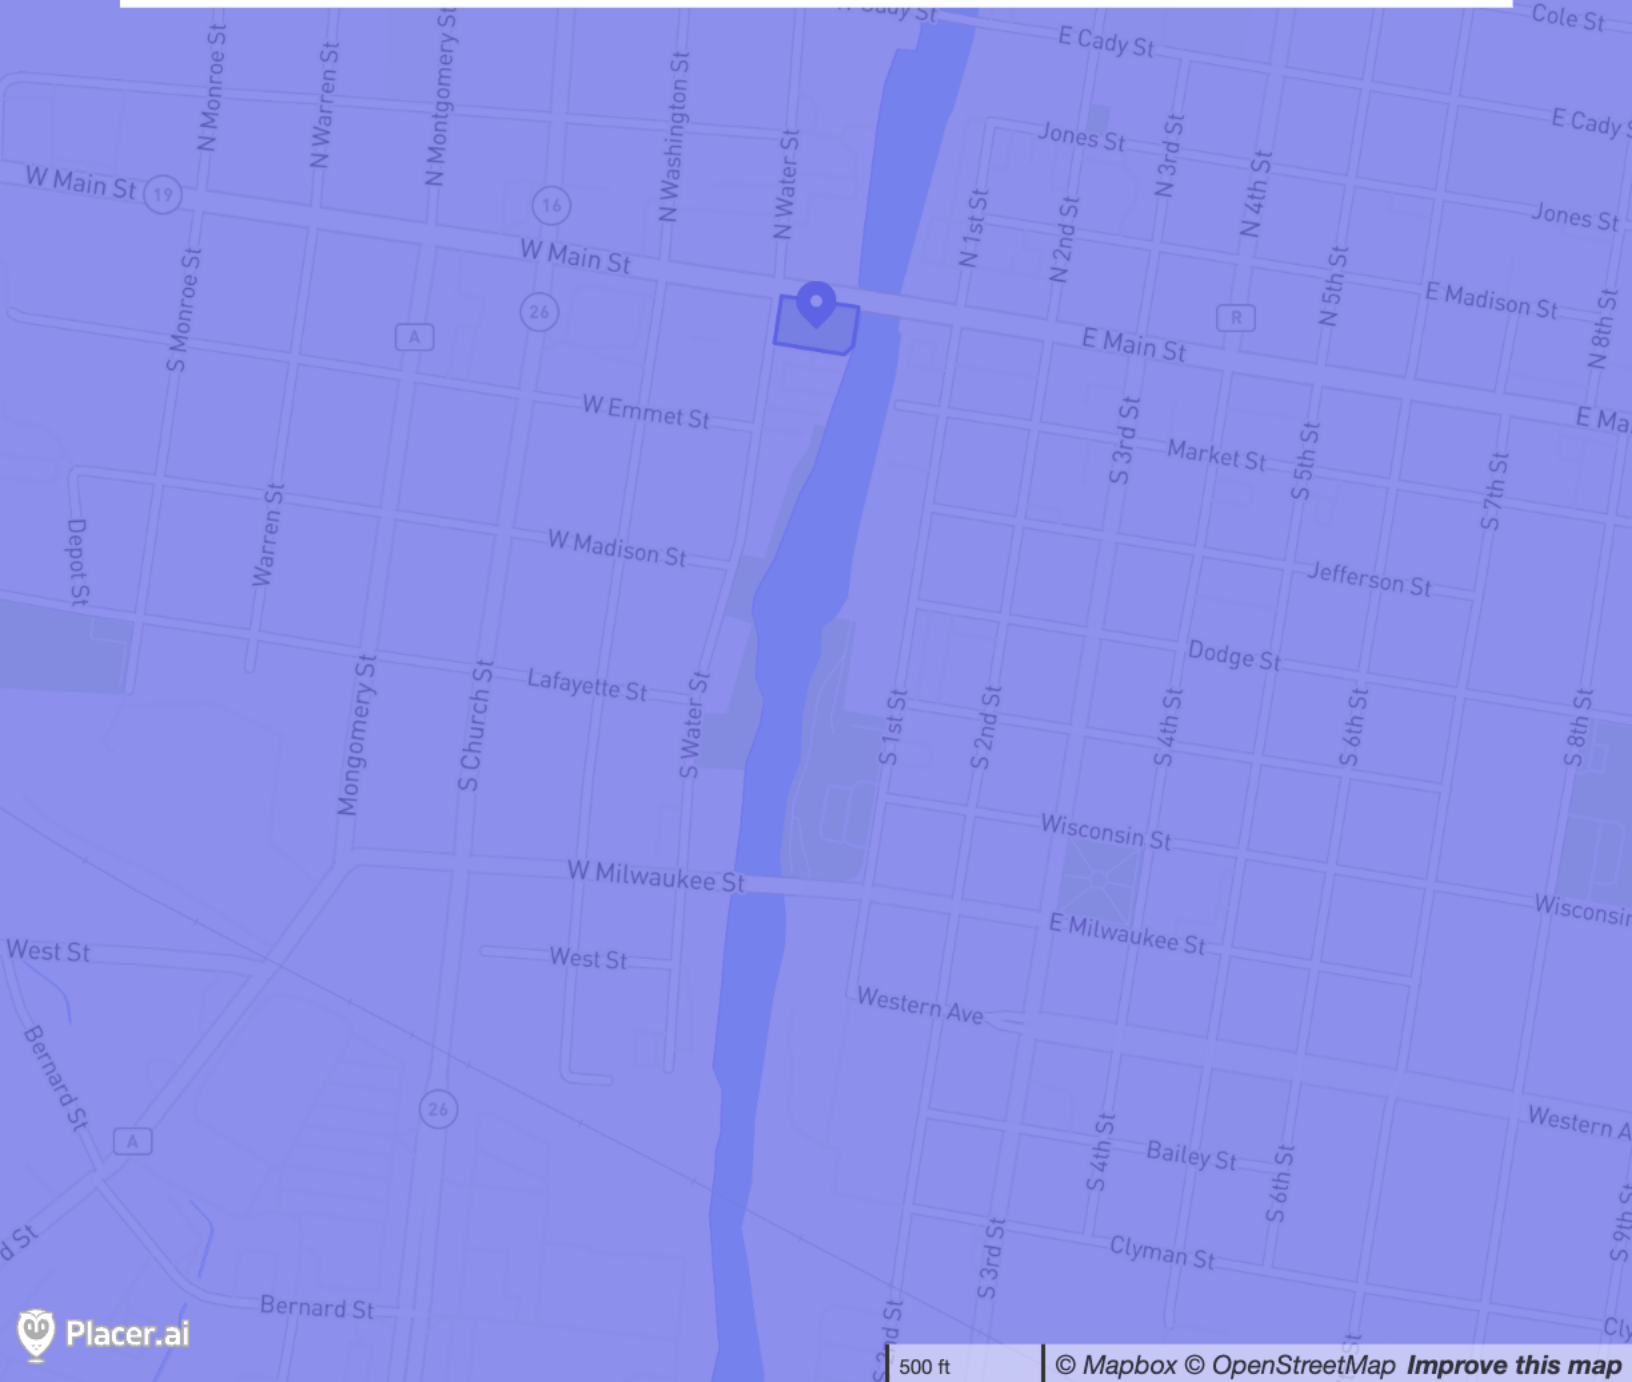 E Cady St
Cole St
E Cady
N Monroe St
N Warren St
N Montgomery St
N Washington St
N Water St
Jones St
N 3rd St
N 4th St
Jones St
W Main St
19
16
W Main St
N 1st St
N 2nd St
N 5th St
E Madison St
N 8th St
S Monroe St
A
26
R
E Main St
W Emmet St
S 3rd St
Market St
S 5th St
S 7th St
Depot St
Warren St
W Madison St
Jefferson St
Dodge St
Mongomery St
S Church St
Lafayette St
S Water St
S 1st St
S 2nd St
S 4th St
S 6th St
S 8th St
Wisconsin St
W Milwaukee St
E Milwaukee St
West St
West St
Western Ave
Bernard St
26
A
S 4th St
Bailey St
S 6th St
S 3rd St
Clyman St
Bernard St
Placer.ai
500 ft
© Mapbox © OpenStreetMap Improve this map